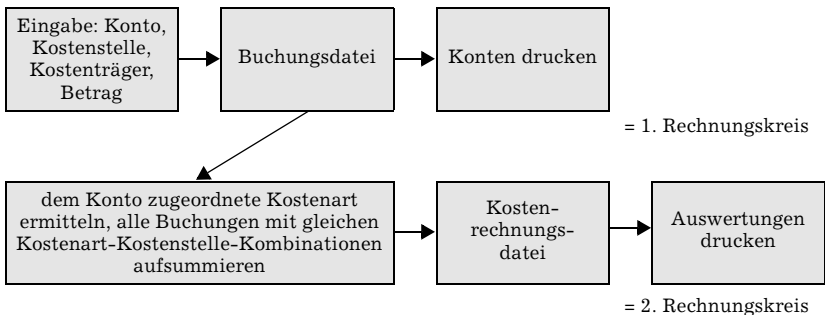 Eingabe: Konto,
Kostenstelle,
Kostenträger,
Betrag
Buchungsdatei
Konten drucken
= 1. Rechnungskreis
dem Konto zugeordnete Kostenart
ermitteln, alle Buchungen mit gleichen
Kostenart-Kostenstelle-Kombinationen
aufsummieren
Kosten-
rechnungs-
datei
Auswertungen
drucken
= 2. Rechnungskreis